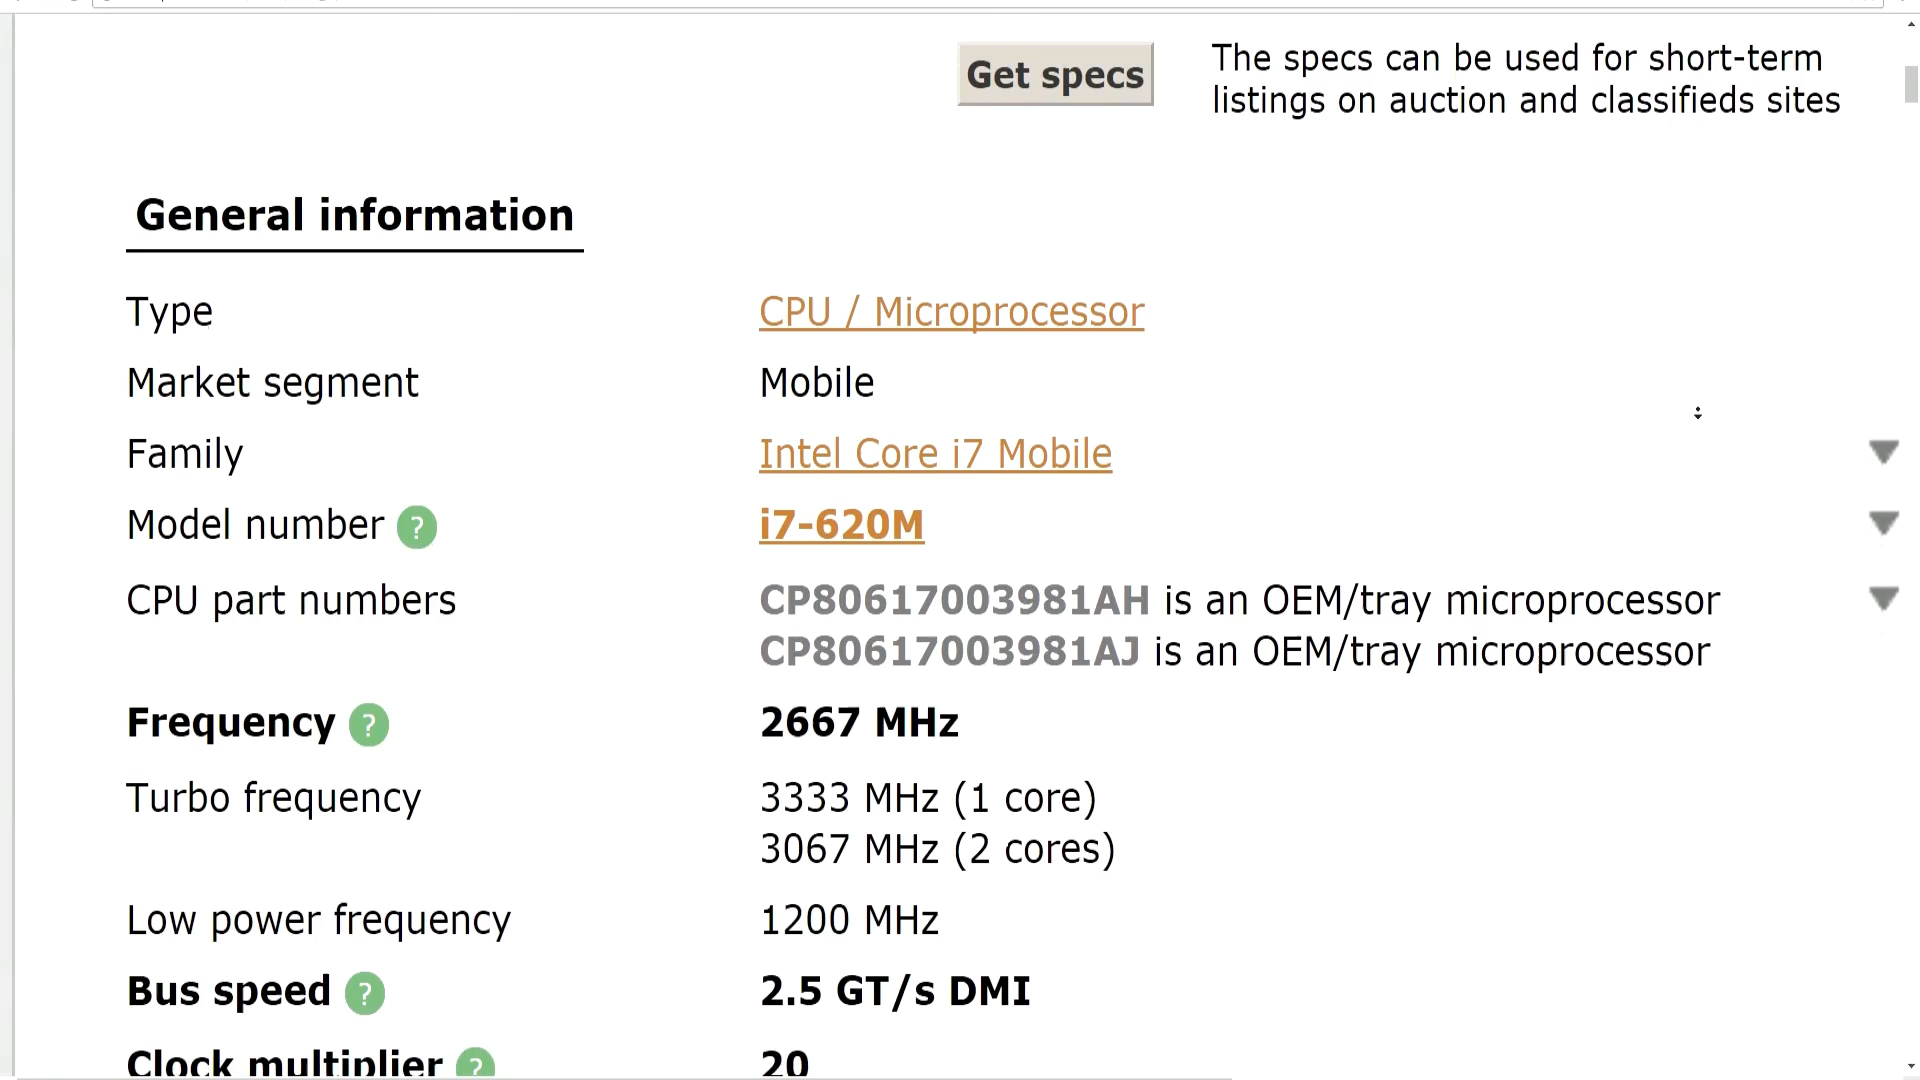 Get specs
The specs can be used for short-term
listings on auction and classifieds sites
General information
Type CPU / Microprocessor
Market segment Mobile
Family Intel Core i7 Mobile
Model number ? i7-620M
CPU part numbers CP80617003981AH is an OEM/tray microprocessor
CP80617003981AJ is an OEM/tray microprocessor
Frequency ? 2667 MHz
Turbo frequency 3333 MHz (1 core)
3067 MHz (2 cores)
Low power frequency 1200 MHz
Bus speed ? 2.5 GT/s DMI
Clock multiplier ? 20